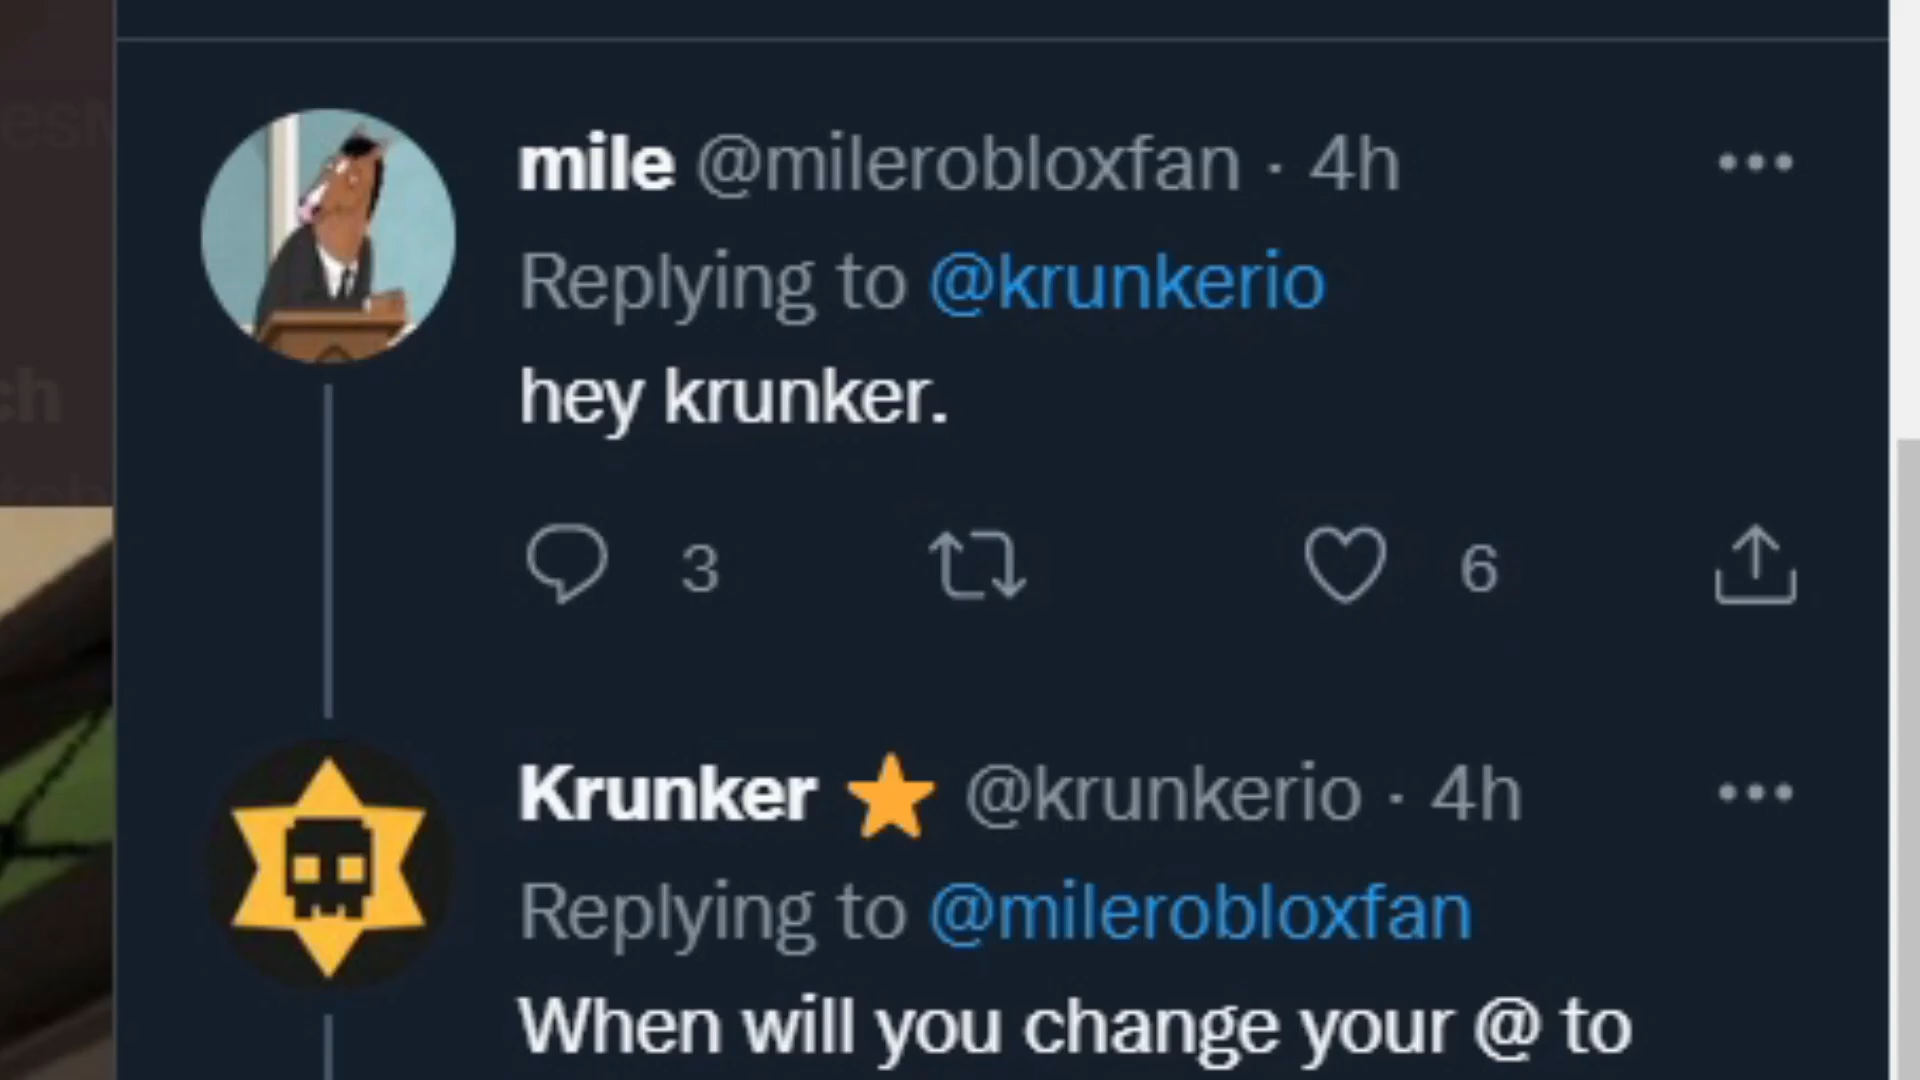 mile @milerobloxfan · 4h
Replying to @krunkerio
hey krunker.
3 6
Krunker ⭐ @krunkerio · 4h
Replying to @milerobloxfan
When will you change your @ to